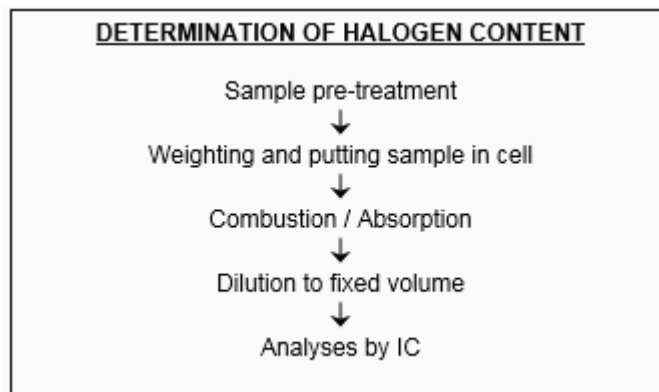 DETERMINATION OF HALOGEN CONTENT
Sample pre-treatment
↓
Weighting and putting sample in cell
↓
Combustion / Absorption
↓
Dilution to fixed volume
↓
Analyses by IC